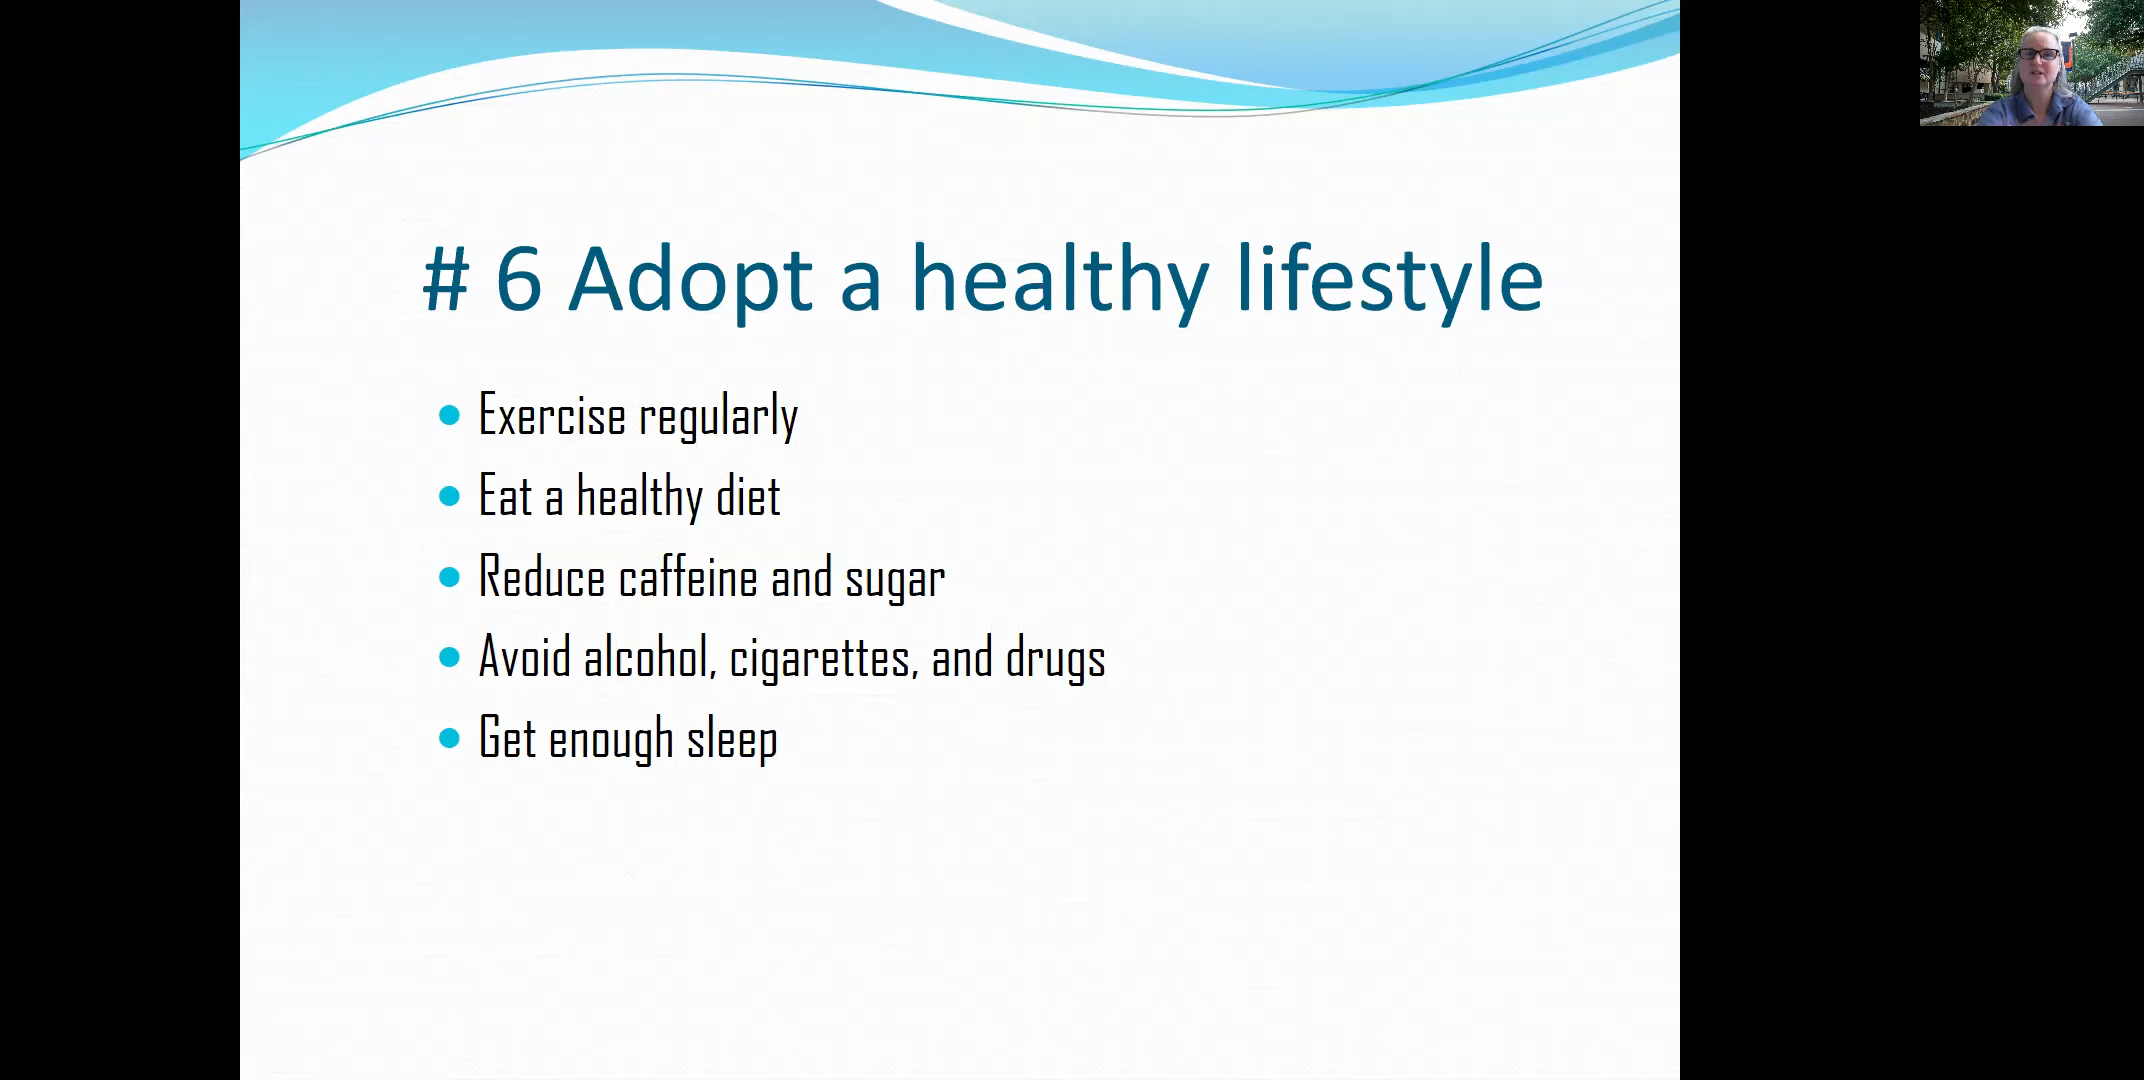 # 6 Adopt a healthy lifestyle
Exercise regularly
Eat a healthy diet
Reduce caffeine and sugar
Avoid alcohol, cigarettes, and drugs
Get enough sleep